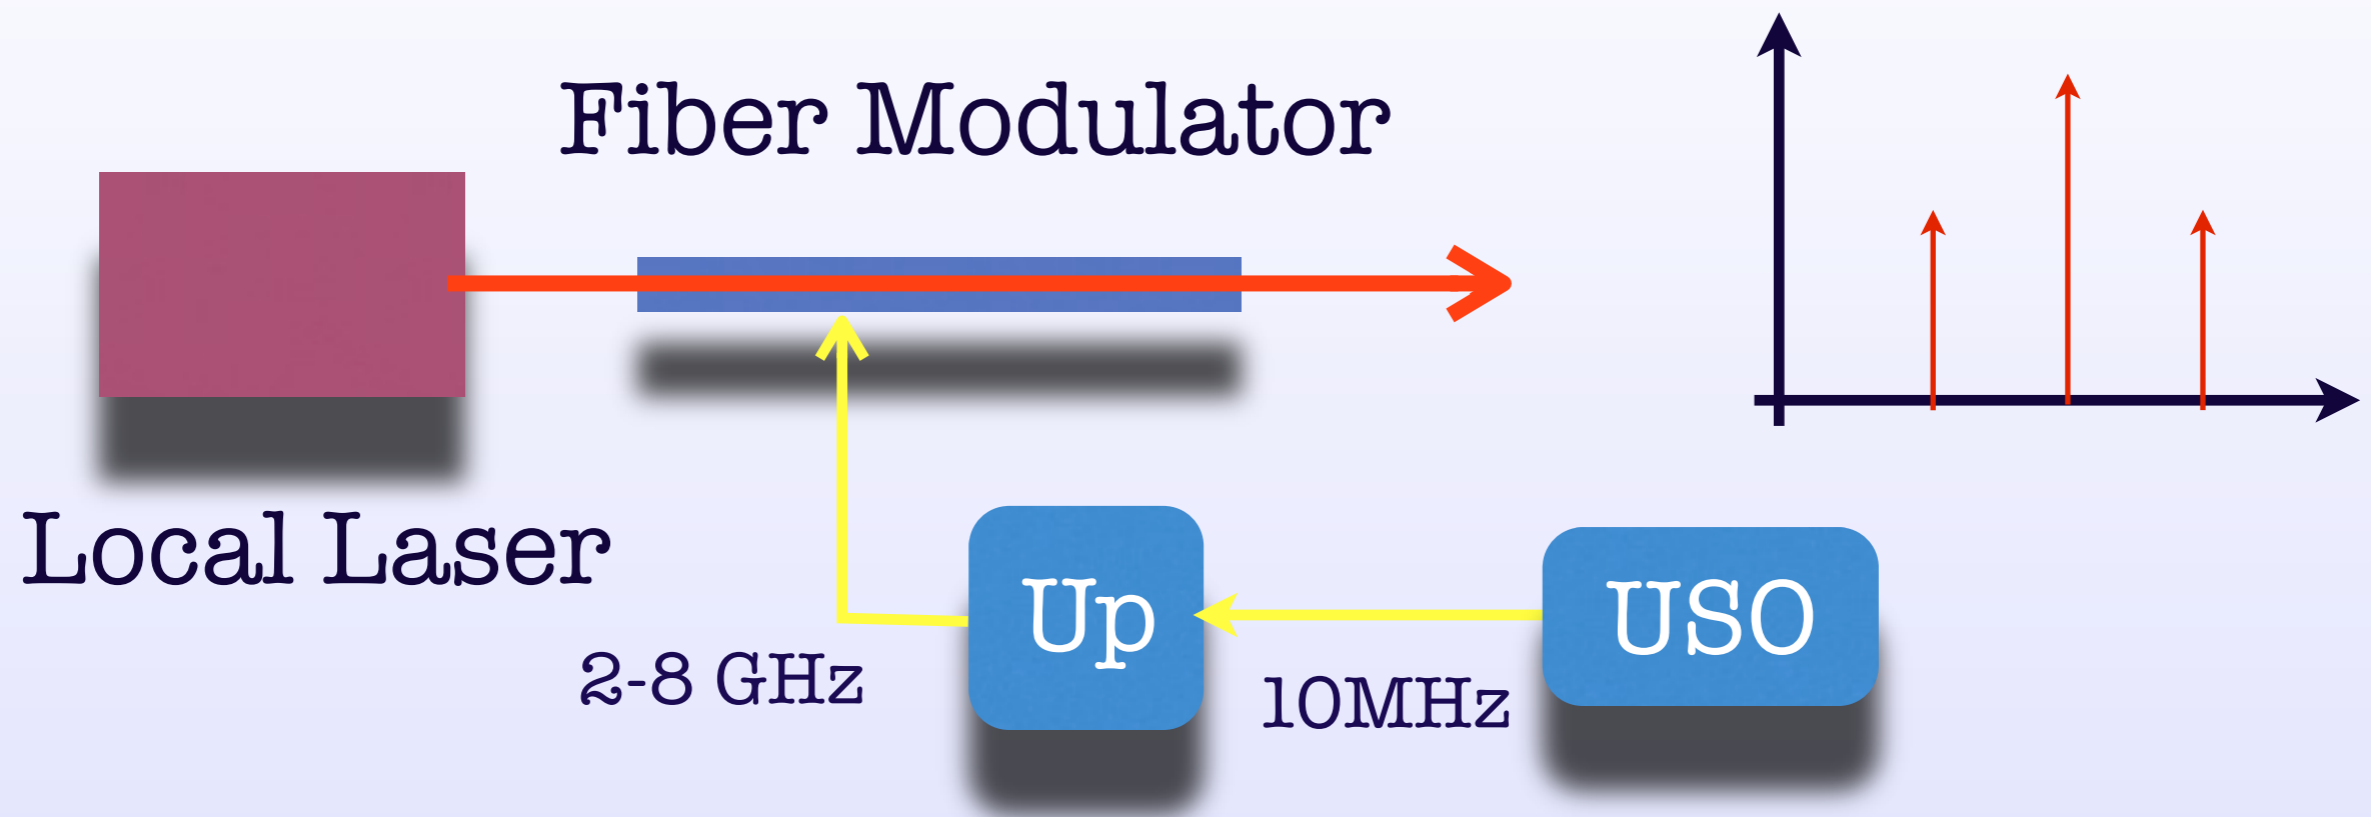 Fiber Modulator
Local Laser
Up
USO
2-8 GHz
10MHz